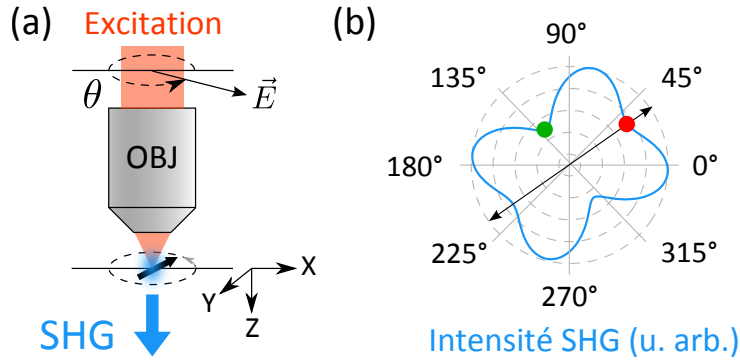 (a)
Excitation
θ
E⃗
OBJ
X
Y
Z
SHG
(b)
90°
135°
45°
180°
0°
225°
315°
270°
Intensité SHG (u. arb.)